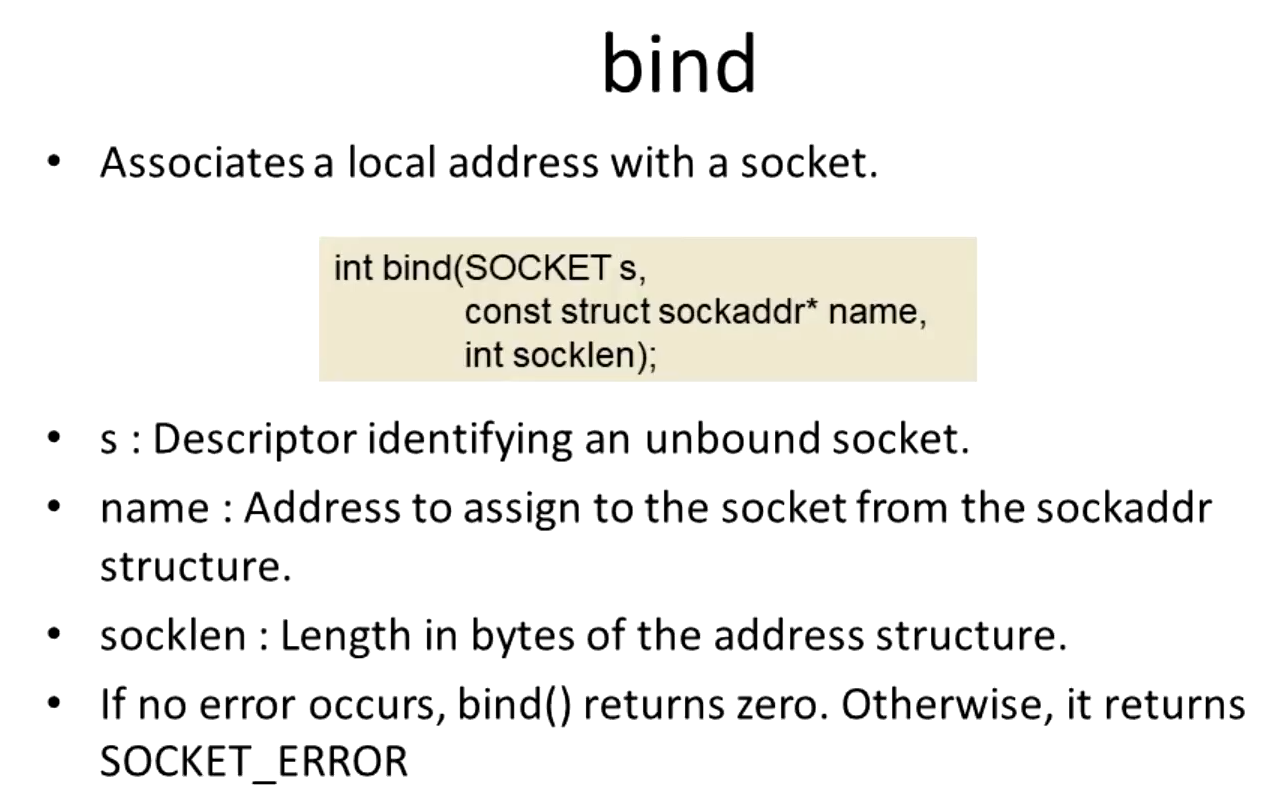 bind
• Associates a local address with a socket.
int bind(SOCKET s,
const struct sockaddr* name,
int socklen);
• s : Descriptor identifying an unbound socket.
• name : Address to assign to the socket from the sockaddr
structure.
• socklen : Length in bytes of the address structure.
• If no error occurs, bind() returns zero. Otherwise, it returns
SOCKET_ERROR